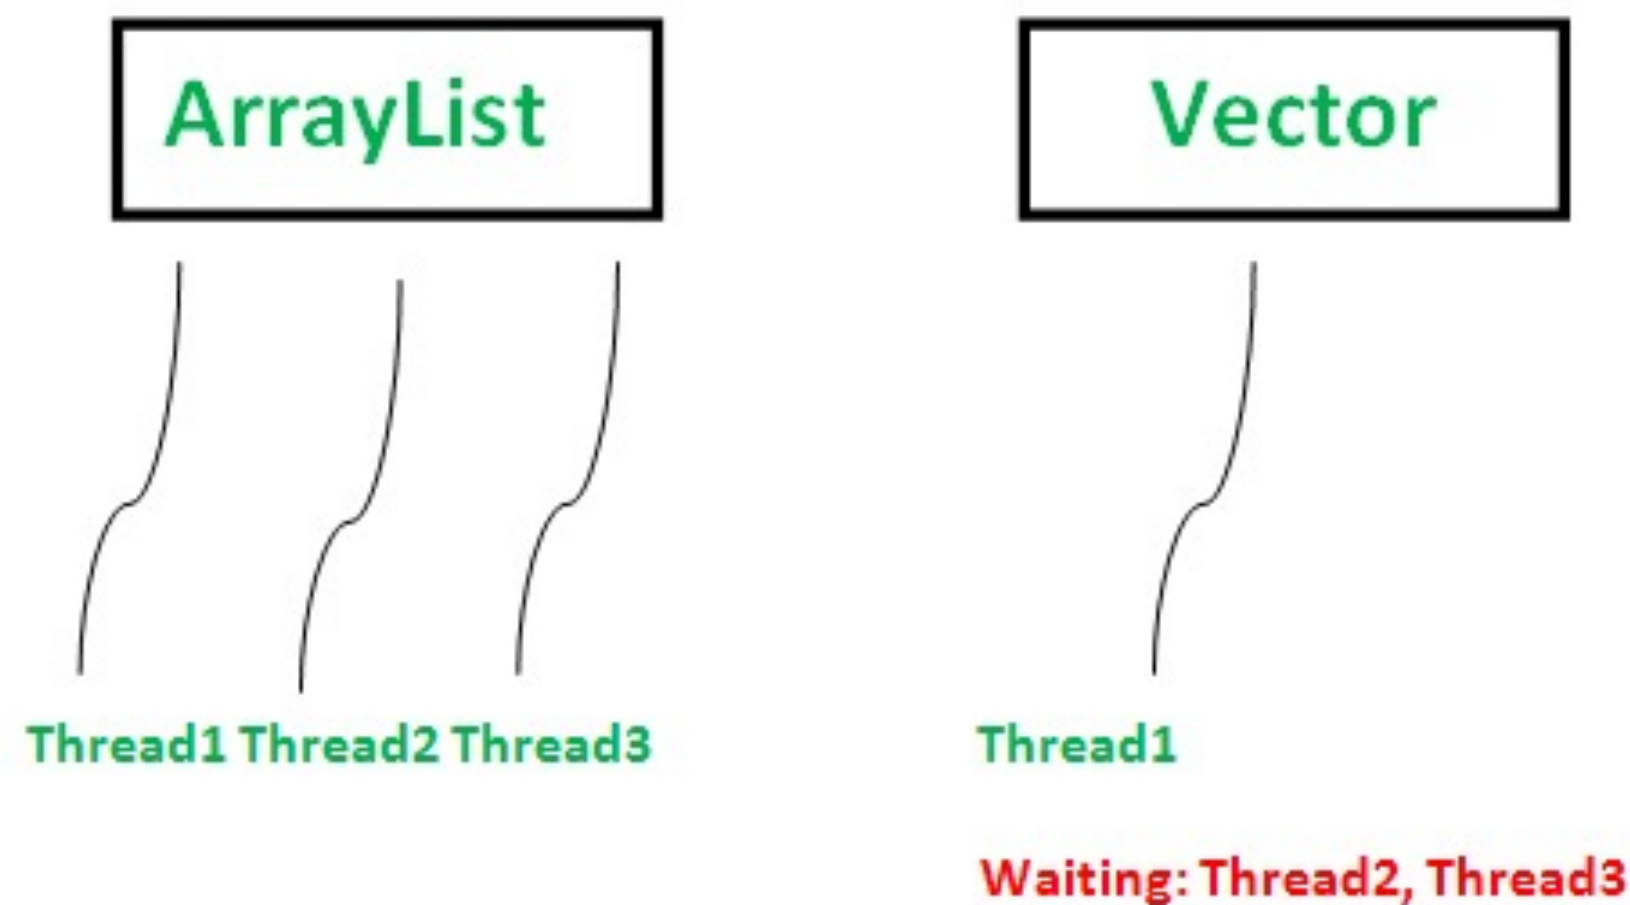 ArrayList
Vector
Thread1 Thread2 Thread3
Thread1
Waiting: Thread2, Thread3